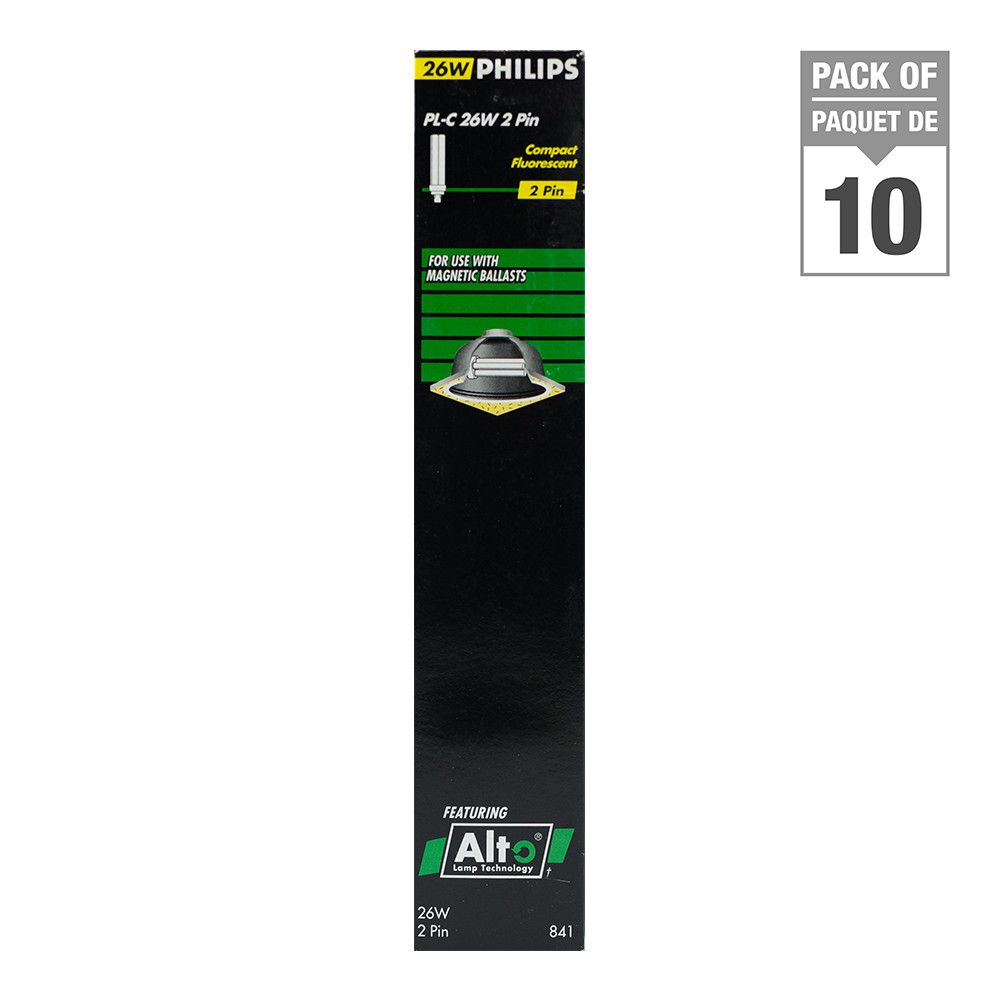 26W PHILIPS
PL-C 26W 2 Pin
Compact
Fluorescent
2 Pin
FOR USE WITH
MAGNETIC BALLASTS
FEATURING
Alto®
Lamp Technology †
26W
2 Pin 841
PACK OF
PAQUET DE
10